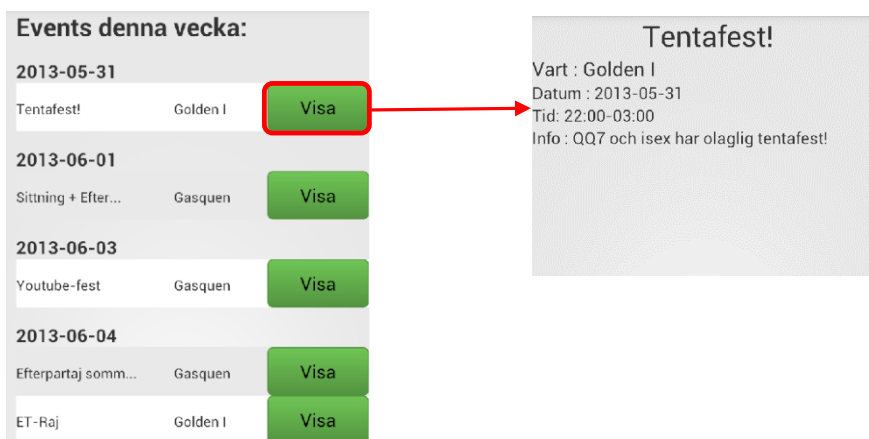 Events denna vecka:
2013-05-31
Tentafest! Golden I Visa
2013-06-01
Sittning + Efter... Gasquen Visa
2013-06-03
Youtube-fest Gasquen Visa
2013-06-04
Efterpartaj somm... Gasquen Visa
ET-Raj Golden I Visa
Tentafest!
Vart : Golden I
Datum : 2013-05-31
Tid: 22:00-03:00
Info : QQ7 och isex har olaglig tentafest!